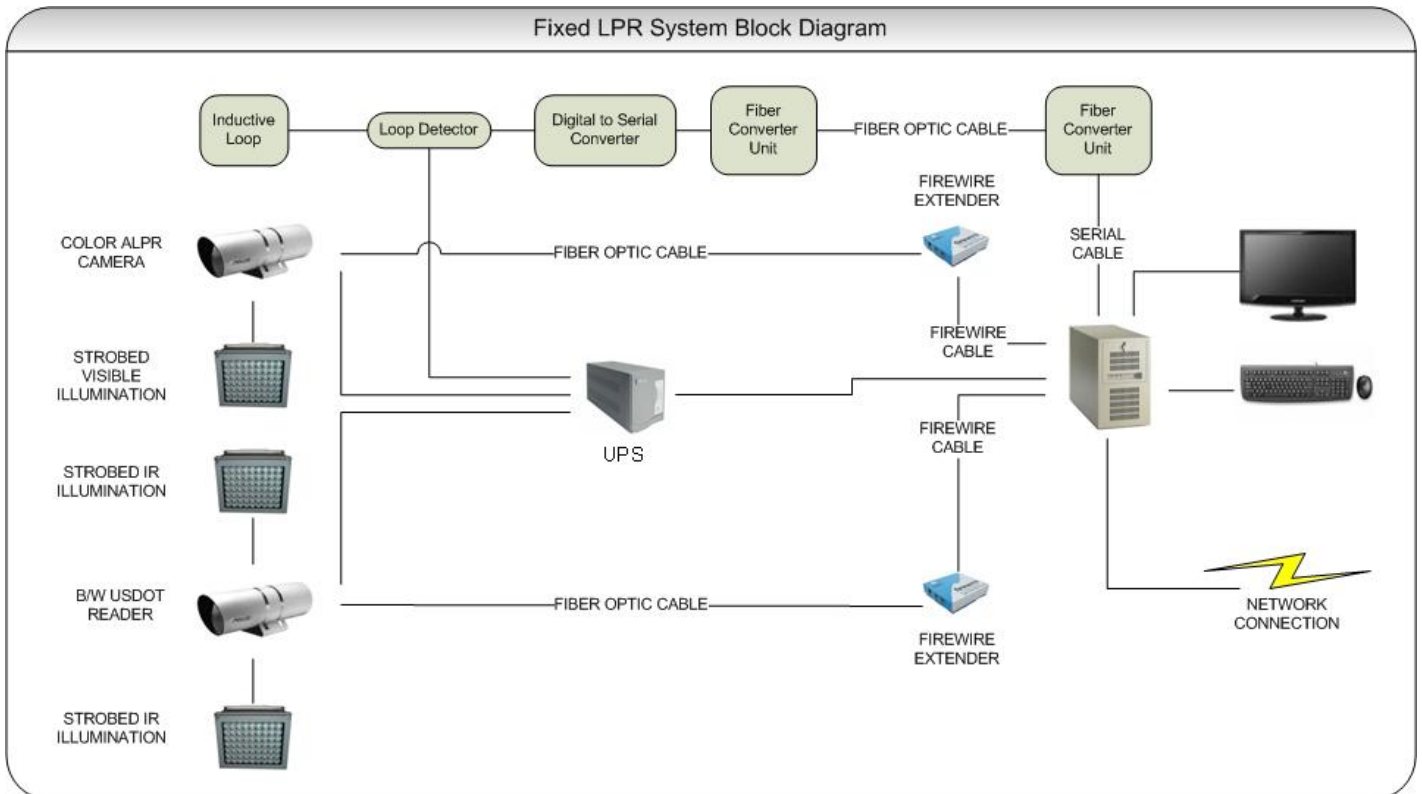 Fixed LPR System Block Diagram
Inductive
Loop
Loop Detector
Digital to Serial
Converter
Fiber
Converter
Unit
FIBER OPTIC CABLE
Fiber
Converter
Unit
FIREWIRE
EXTENDER
COLOR ALPR
CAMERA
FIBER OPTIC CABLE
SERIAL
CABLE
STROBED
VISIBLE
ILLUMINATION
FIREWIRE
CABLE
UPS
FIREWIRE
CABLE
STROBED IR
ILLUMINATION
B/W USDOT
READER
FIBER OPTIC CABLE
FIREWIRE
EXTENDER
NETWORK
CONNECTION
STROBED IR
ILLUMINATION